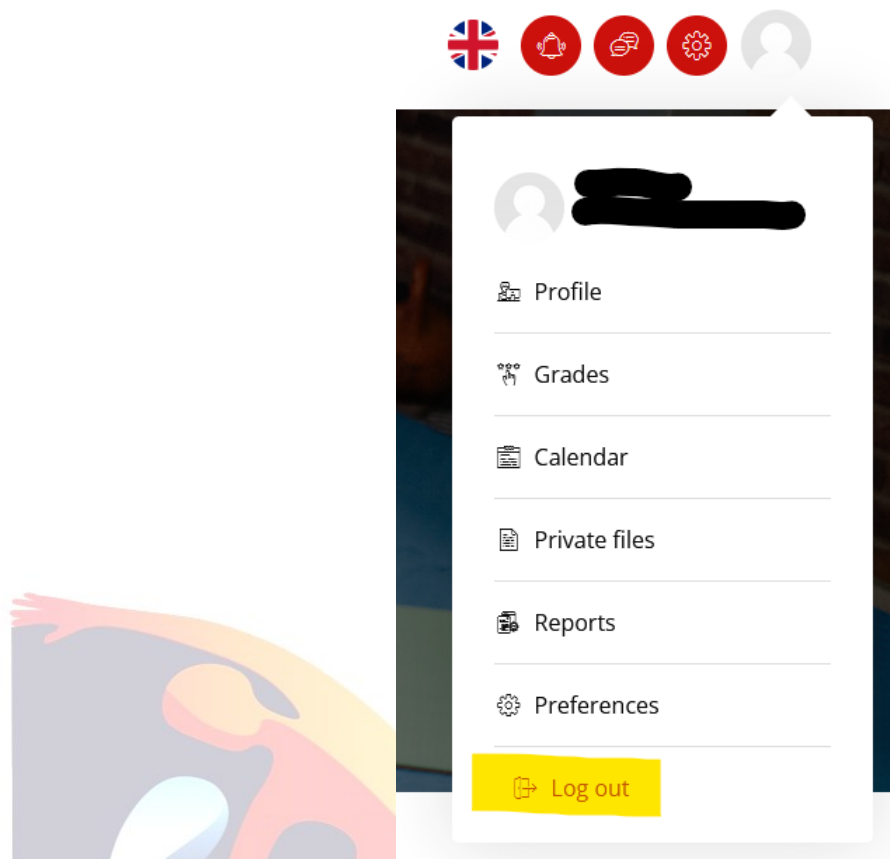 Profile
Grades
Calendar
Private files
Reports
Preferences
Log out